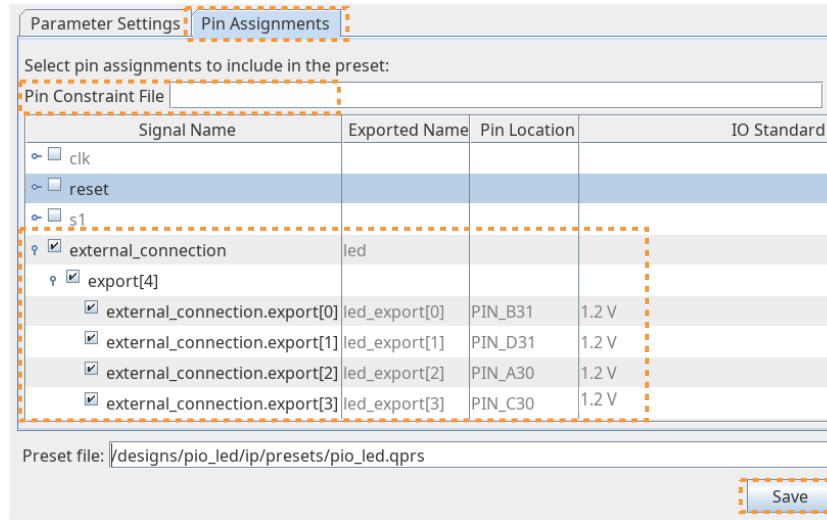 Parameter Settings Pin Assignments
Select pin assignments to include in the preset:
Pin Constraint File
Signal Name Exported Name Pin Location IO Standard
clk
reset
s1
external_connection led
export[4]
external_connection.export[0] led_export[0] PIN_B31 1.2 V
external_connection.export[1] led_export[1] PIN_D31 1.2 V
external_connection.export[2] led_export[2] PIN_A30 1.2 V
external_connection.export[3] led_export[3] PIN_C30 1.2 V
Preset file: /designs/pio_led/ip/presets/pio_led.qprs
Save